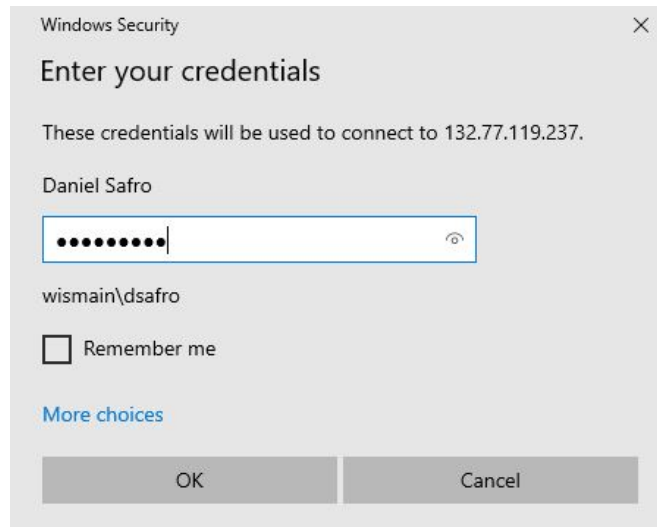 Windows Security
Enter your credentials
These credentials will be used to connect to 132.77.119.237.
Daniel Safro
●●●●●●●●●
wismain\dsafro
Remember me
More choices
OK Cancel